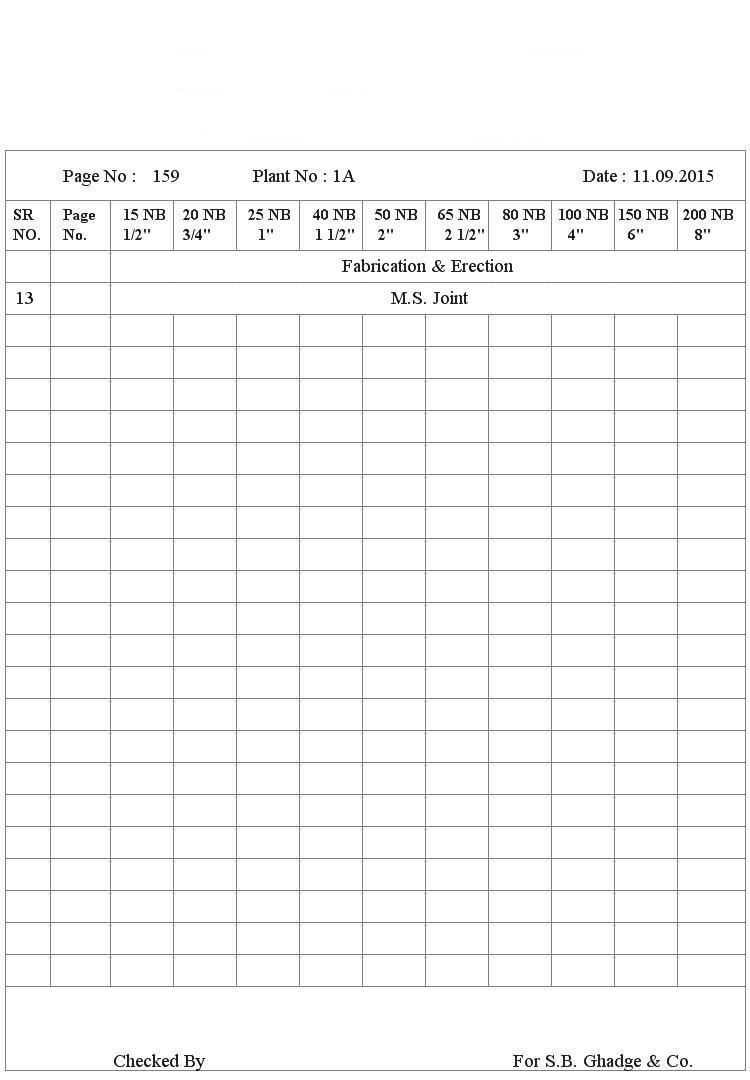 Page No : 159 Plant No : 1A Date : 11.09.2015
SR Page 15 NB 20 NB 25 NB 40 NB 50 NB 65 NB 80 NB 100 NB 150 NB 200 NB
NO. No. 1/2" 3/4" 1" 1 1/2" 2" 2 1/2" 3" 4" 6" 8"
Fabrication & Erection
13 M.S. Joint
Checked By For S.B. Ghadge & Co.